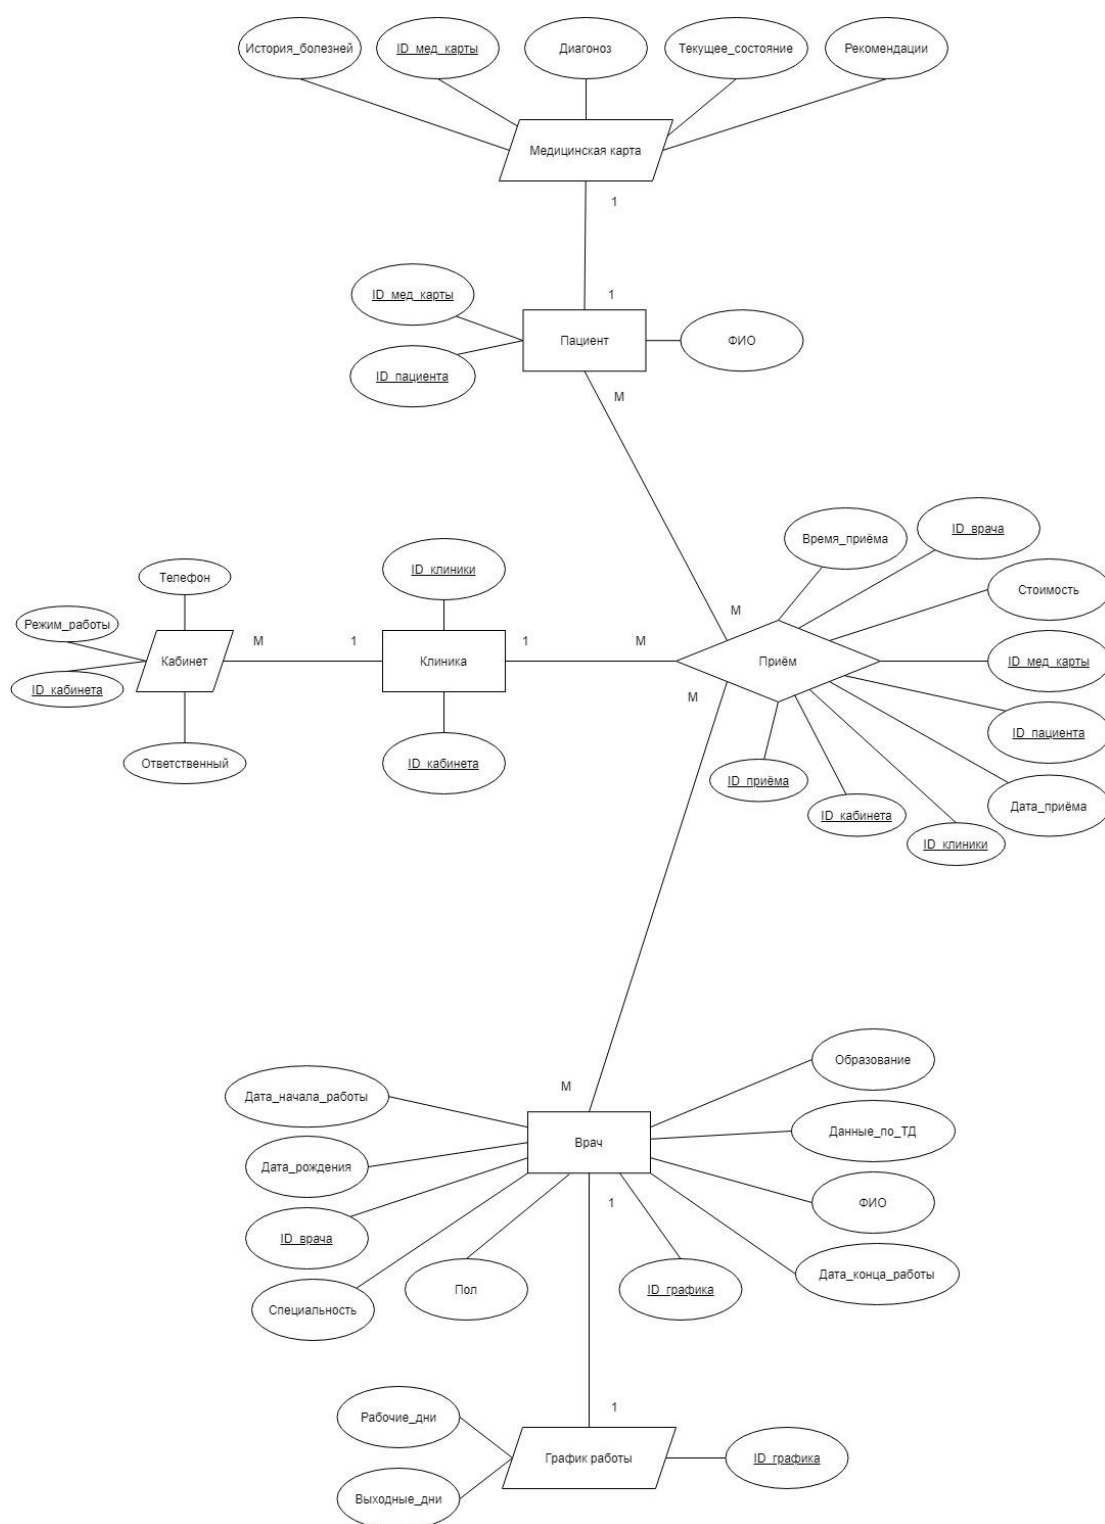 История_болезней
ID_мед_карты
Диагоноз
Текущее_состояние
Рекомендации
Медицинская карта
1
1
ID_мед_карты
Пациент
ФИО
ID_пациента
М
Время_приёма
ID_врача
Телефон
ID_клиники
Стоимость
Режим_работы
М
Кабинет
М
1
Клиника
1
М
Приём
ID_мед_карты
ID_кабинета
М
ID_пациента
Ответственный
ID_кабинета
ID_приёма
Дата_приёма
ID_кабинета
ID_клиники
Образование
М
Дата_начала_работы
Данные_по_ТД
Врач
Дата_рождения
1
ФИО
ID_врача
Дата_конца_работы
Пол
ID_графика
Специальность
1
Рабочие_дни
График работы
ID_графика
Выходные_дни